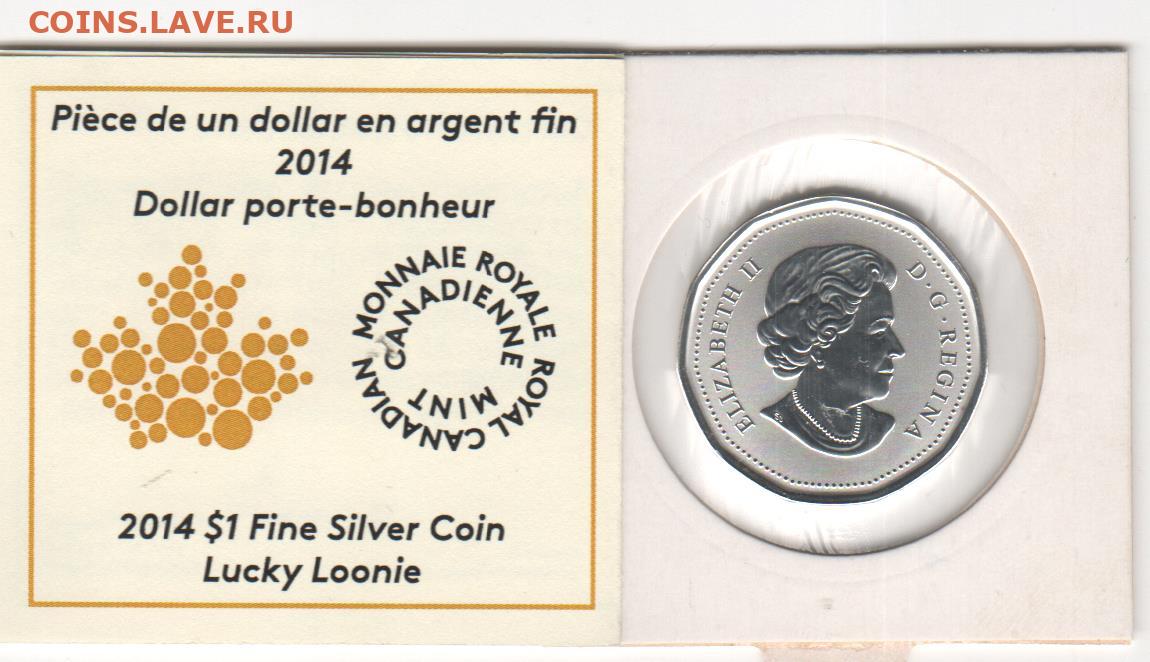 COINS.LAVE.RU
Pièce de un dollar en argent fin
2014
Dollar porte-bonheur
MONNAIE ROYALE CANADIENNE
ROYAL CANADIAN MINT
2014 $1 Fine Silver Coin
Lucky Loonie
ELIZABETH II D·G·REGINA